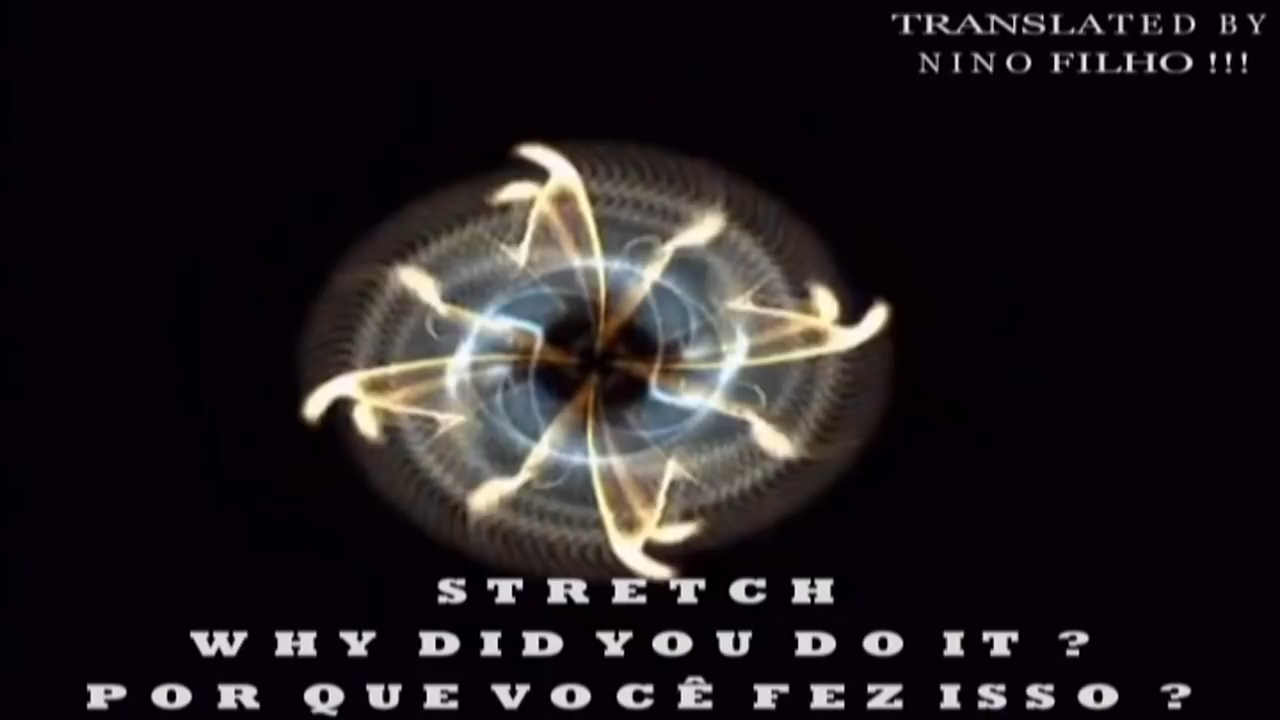 TRANSLATED BY
NINO FILHO !!!
STRETCH
WHY DID YOU DO IT ?
POR QUE VOCÊ FEZ ISSO ?